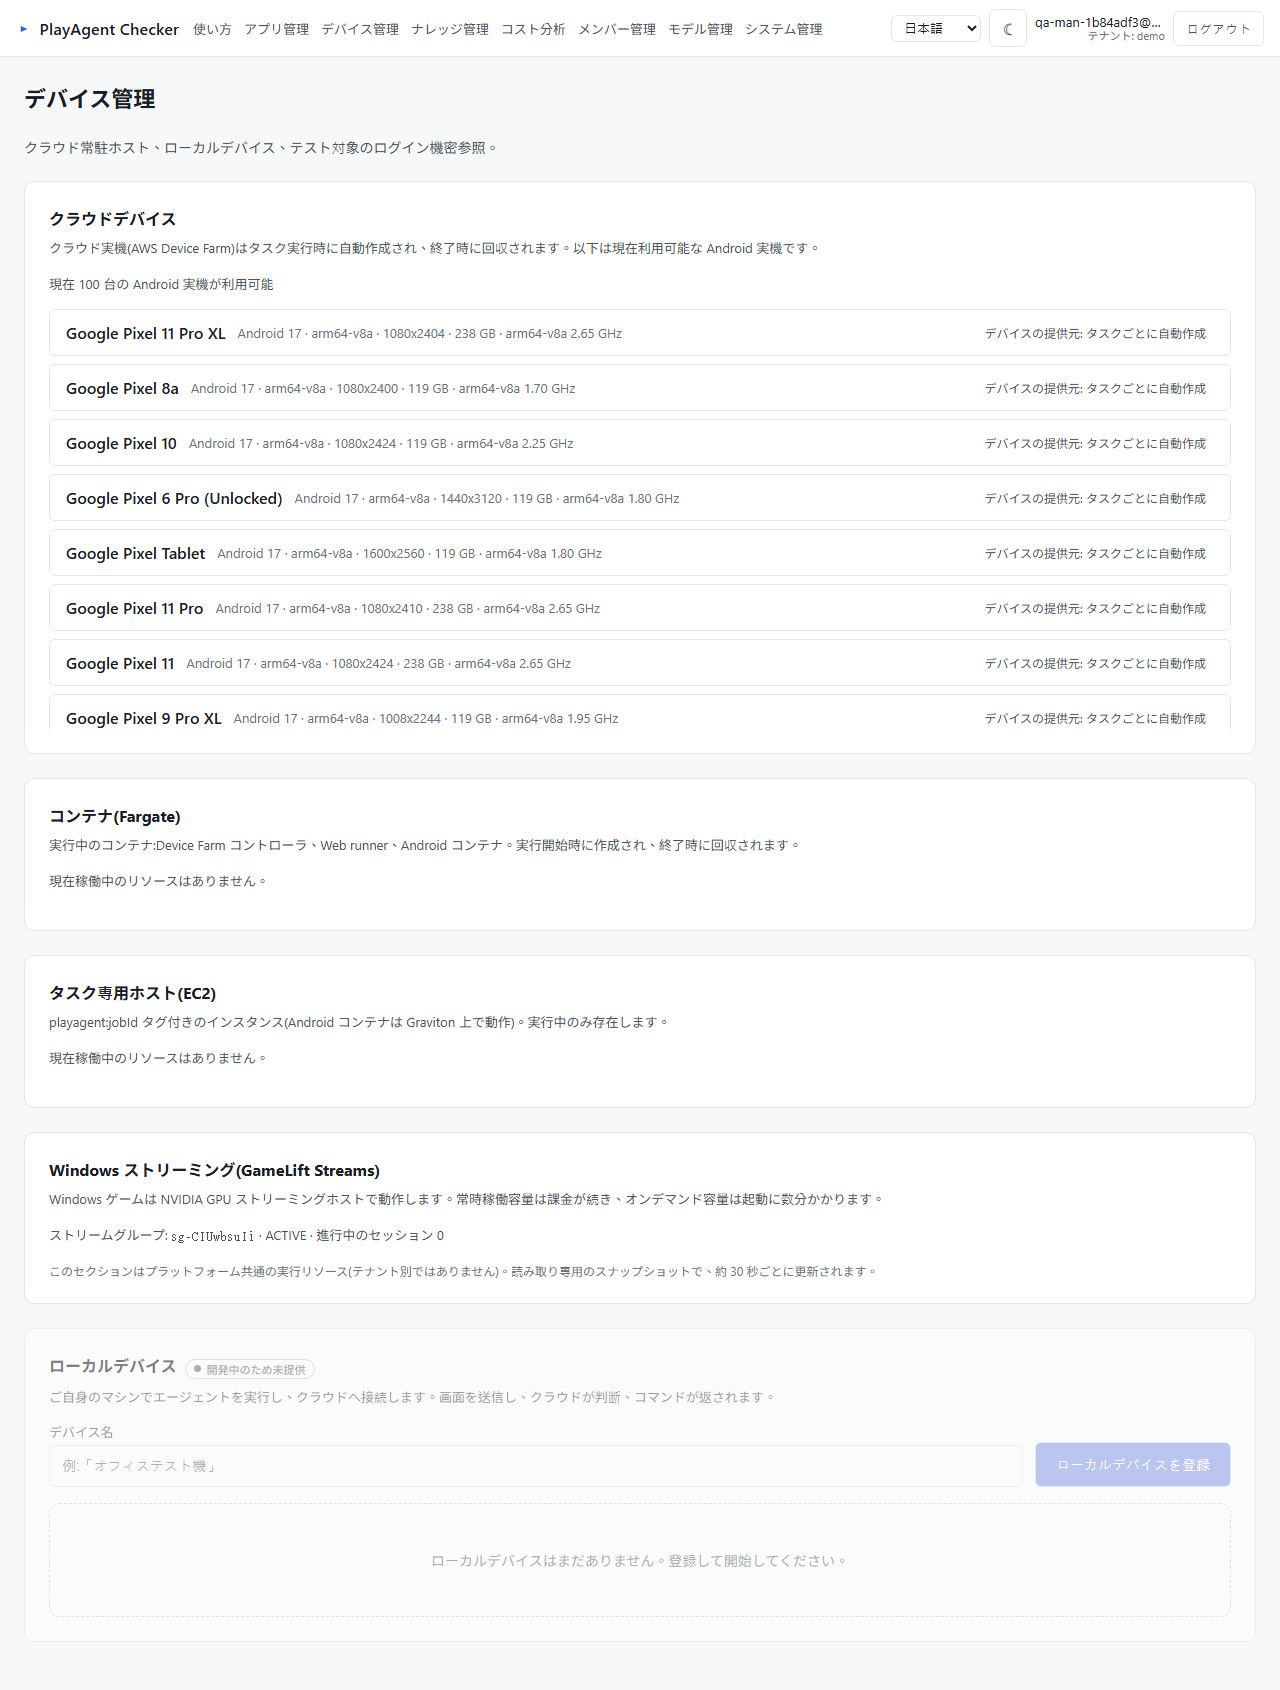 ▸ PlayAgent Checker 使い方 アプリ管理 デバイス管理 ナレッジ管理 コスト分析 メンバー管理 モデル管理 システム管理 日本語 ☾ qa-man-1b84adf3@... ログアウト
テナント: demo
デバイス管理
クラウド常駐ホスト、ローカルデバイス、テスト対象のログイン機密参照。
クラウドデバイス
クラウド実機(AWS Device Farm)はタスク実行時に自動作成され、終了時に回収されます。以下は現在利用可能な Android 実機です。
現在 100 台の Android 実機が利用可能
Google Pixel 11 Pro XL Android 17 · arm64-v8a · 1080x2404 · 238 GB · arm64-v8a 2.65 GHz デバイスの提供元: タスクごとに自動作成
Google Pixel 8a Android 17 · arm64-v8a · 1080x2400 · 119 GB · arm64-v8a 1.70 GHz デバイスの提供元: タスクごとに自動作成
Google Pixel 10 Android 17 · arm64-v8a · 1080x2424 · 119 GB · arm64-v8a 2.25 GHz デバイスの提供元: タスクごとに自動作成
Google Pixel 6 Pro (Unlocked) Android 17 · arm64-v8a · 1440x3120 · 119 GB · arm64-v8a 1.80 GHz デバイスの提供元: タスクごとに自動作成
Google Pixel Tablet Android 17 · arm64-v8a · 1600x2560 · 119 GB · arm64-v8a 1.80 GHz デバイスの提供元: タスクごとに自動作成
Google Pixel 11 Pro Android 17 · arm64-v8a · 1080x2410 · 238 GB · arm64-v8a 2.65 GHz デバイスの提供元: タスクごとに自動作成
Google Pixel 11 Android 17 · arm64-v8a · 1080x2424 · 238 GB · arm64-v8a 2.65 GHz デバイスの提供元: タスクごとに自動作成
Google Pixel 9 Pro XL Android 17 · arm64-v8a · 1008x2244 · 119 GB · arm64-v8a 1.95 GHz デバイスの提供元: タスクごとに自動作成
コンテナ(Fargate)
実行中のコンテナ:Device Farm コントローラ、Web runner、Android コンテナ。実行開始時に作成され、終了時に回収されます。
現在稼働中のリソースはありません。
タスク専用ホスト(EC2)
playagent:jobId タグ付きのインスタンス(Android コンテナは Graviton 上で動作)。実行中のみ存在します。
現在稼働中のリソースはありません。
Windows ストリーミング(GameLift Streams)
Windows ゲームは NVIDIA GPU ストリーミングホストで動作します。常時稼働容量は課金が続き、オンデマンド容量は起動に数分かかります。
ストリームグループ: sg-CIUwbsuIi · ACTIVE · 進行中のセッション 0
このセクションはプラットフォーム共通の実行リソース(テナント別ではありません)。読み取り専用のスナップショットで、約 30 秒ごとに更新されます。
ローカルデバイス ● 開発中のため未提供
ご自身のマシンでエージェントを実行し、クラウドへ接続します。画面を送信し、クラウドが判断、コマンドが返されます。
デバイス名
例:「オフィステスト機」 ローカルデバイスを登録
ローカルデバイスはまだありません。登録して開始してください。